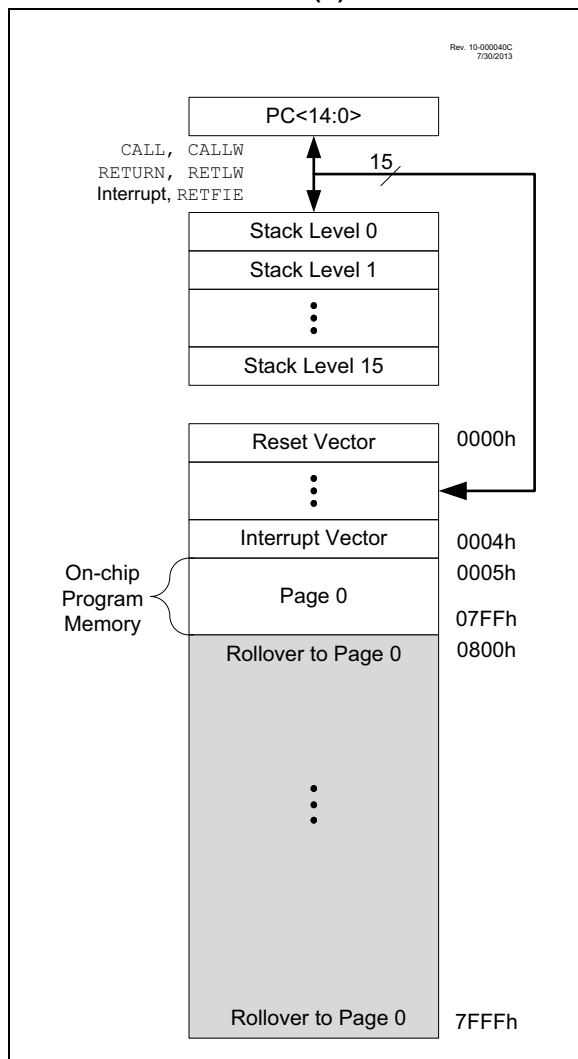 Rev. 10-000040C
7/30/2013
PC<14:0>
CALL, CALLW
RETURN, RETLW
Interrupt, RETFIE
15
Stack Level 0
Stack Level 1
Stack Level 15
Reset Vector
0000h
Interrupt Vector
0004h
On-chip
Program
Memory
Page 0
0005h
07FFh
Rollover to Page 0
0800h
Rollover to Page 0
7FFFh